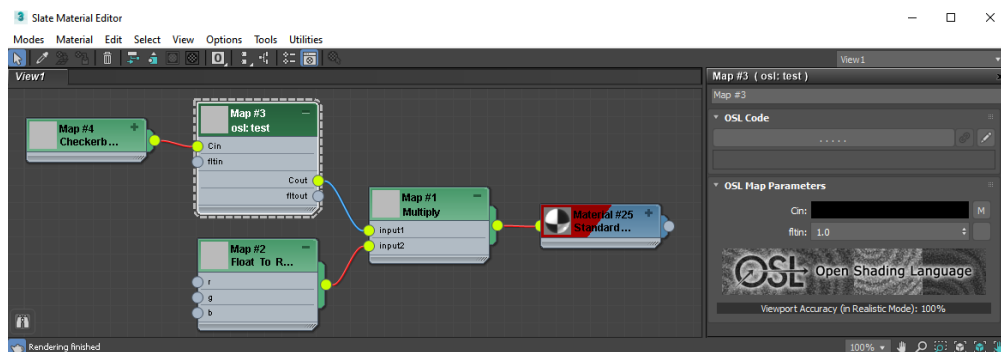 Slate Material Editor
Modes Material Edit Select View Options Tools Utilities
View1
View1
Map #4
Checkerb...
Map #3
osl: test
Cin
fltin
Cout
fltout
Map #2
Float To R...
r
g
b
Map #1
Multiply
input1
input2
Material #25
Standard...
Map #3 ( osl: test )
Map #3
OSL Code
.....
OSL Map Parameters
Cin:
M
fltin: 1.0
OSL Open Shading Language
Viewport Accuracy (in Realistic Mode): 100%
Rendering finished
100%